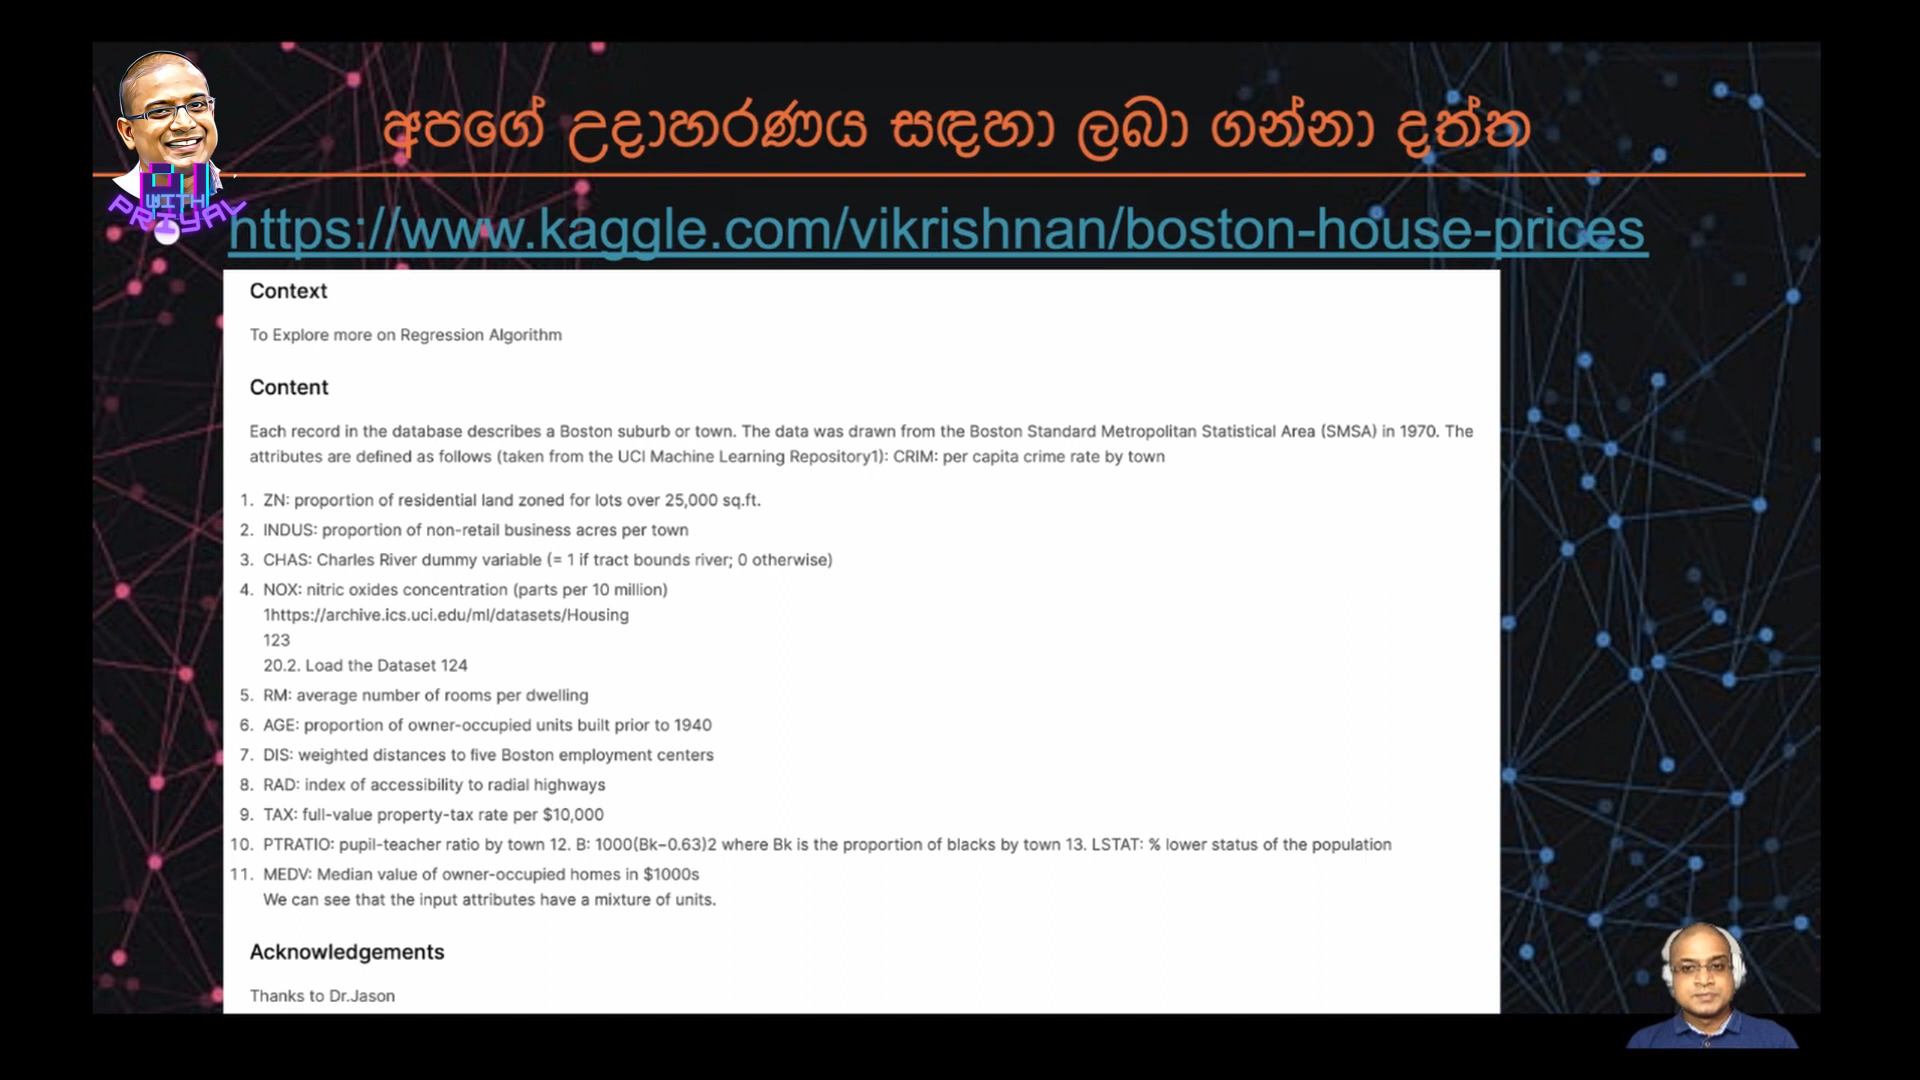 අපගේ උදාහරණය සඳහා ලබා ගන්නා දත්ත
WITH
PRIYAL
https://www.kaggle.com/vikrishnan/boston-house-prices
Context
To Explore more on Regression Algorithm
Content
Each record in the database describes a Boston suburb or town. The data was drawn from the Boston Standard Metropolitan Statistical Area (SMSA) in 1970. The
attributes are defined as follows (taken from the UCI Machine Learning Repository1): CRIM: per capita crime rate by town
1. ZN: proportion of residential land zoned for lots over 25,000 sq.ft.
2. INDUS: proportion of non-retail business acres per town
3. CHAS: Charles River dummy variable (= 1 if tract bounds river; 0 otherwise)
4. NOX: nitric oxides concentration (parts per 10 million)
1https://archive.ics.uci.edu/ml/datasets/Housing
123
20.2. Load the Dataset 124
5. RM: average number of rooms per dwelling
6. AGE: proportion of owner-occupied units built prior to 1940
7. DIS: weighted distances to five Boston employment centers
8. RAD: index of accessibility to radial highways
9. TAX: full-value property-tax rate per $10,000
10. PTRATIO: pupil-teacher ratio by town 12. B: 1000(Bk−0.63)2 where Bk is the proportion of blacks by town 13. LSTAT: % lower status of the population
11. MEDV: Median value of owner-occupied homes in $1000s
We can see that the input attributes have a mixture of units.
Acknowledgements
Thanks to Dr.Jason